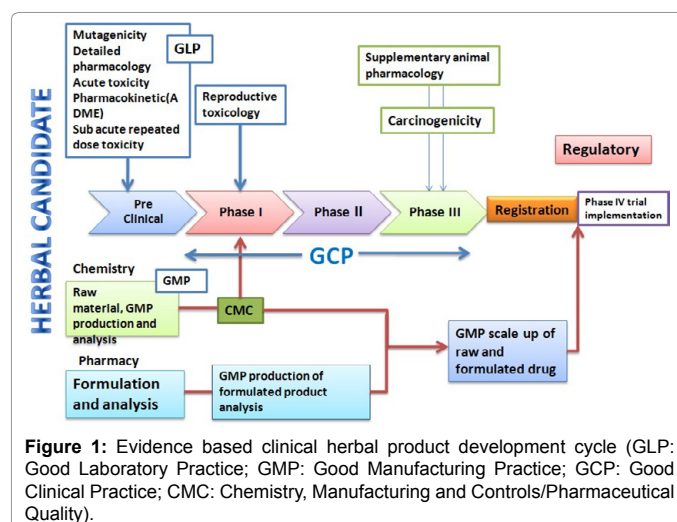 HERBAL CANDIDATE
Mutagenicity
Detailed
pharmacology
Acute toxicity
Pharmacokinetic(A
DME)
Sub acute repeated
dose toxicity
GLP
Reproductive
toxicology
Supplementary animal
pharmacology
Carcinogenicity
Regulatory
Pre
Clinical
Phase I
Phase II
Phase III
Registration
Phase IV trial
implementation
GCP
Chemistry
GMP
Raw
material, GMP
production and
analysis
CMC
GMP scale up of
raw and
formulated drug
Pharmacy
Formulation
and analysis
GMP production of
formulated product
analysis
Figure 1: Evidence based clinical herbal product development cycle (GLP:
Good Laboratory Practice; GMP: Good Manufacturing Practice; GCP: Good
Clinical Practice; CMC: Chemistry, Manufacturing and Controls/Pharmaceutical
Quality).